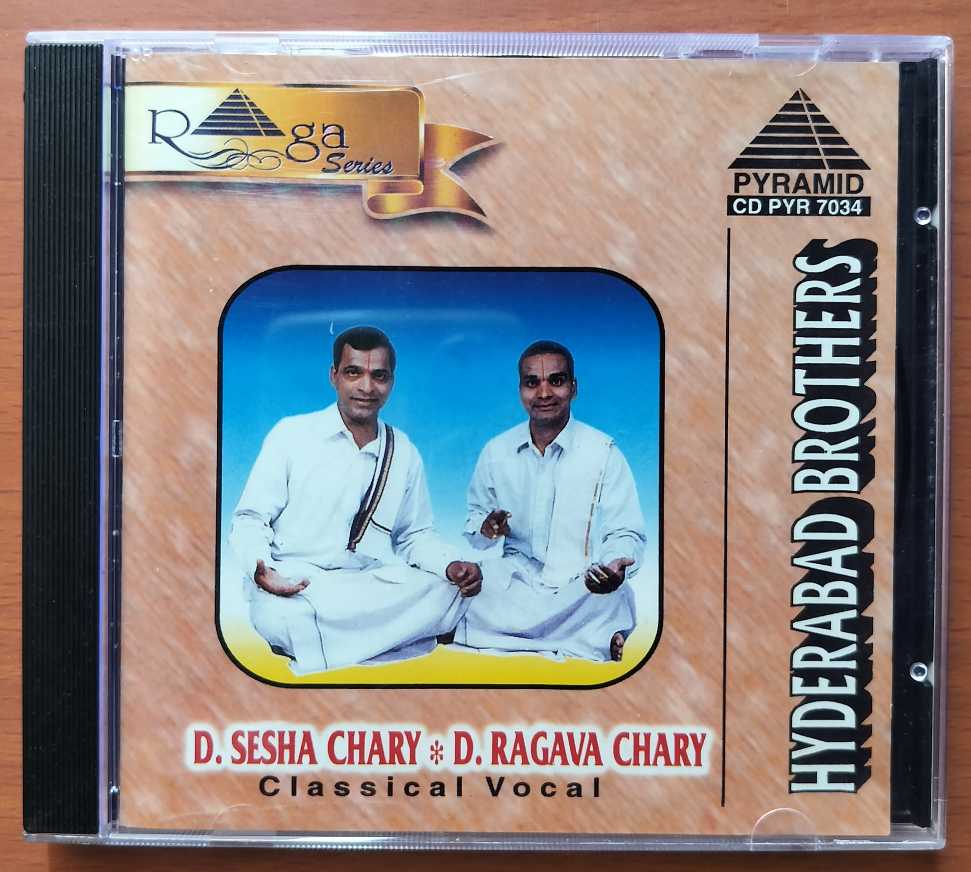 Raga
Series
PYRAMID
CD PYR 7034
HYDERABAD BROTHERS
D. SESHA CHARY * D. RAGAVA CHARY
Classical Vocal